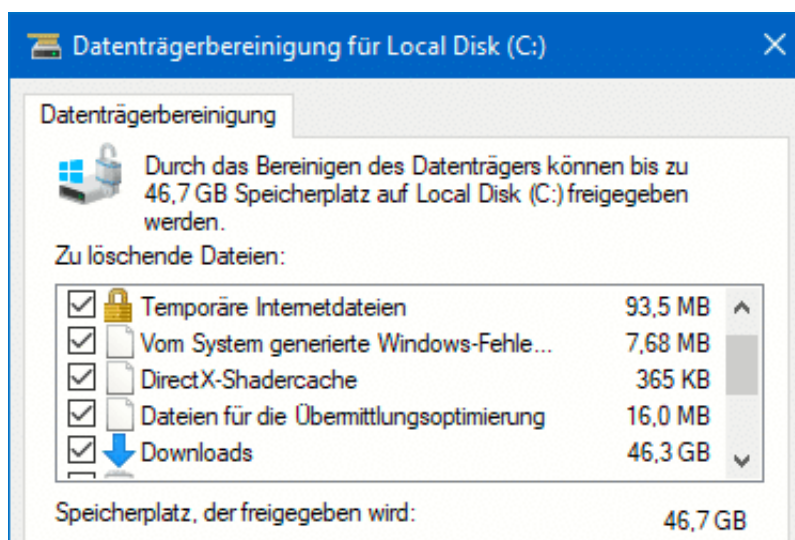 Datenträgerbereinigung für Local Disk (C:)
Datenträgerbereinigung
Durch das Bereinigen des Datenträgers können bis zu
46,7 GB Speicherplatz auf Local Disk (C:) freigegeben
werden.
Zu löschende Dateien:
Temporäre Internetdateien 93,5 MB
Vom System generierte Windows-Fehle... 7,68 MB
DirectX-Shadercache 365 KB
Dateien für die Übermittlungsoptimierung 16,0 MB
Downloads 46,3 GB
Speicherplatz, der freigegeben wird: 46,7 GB